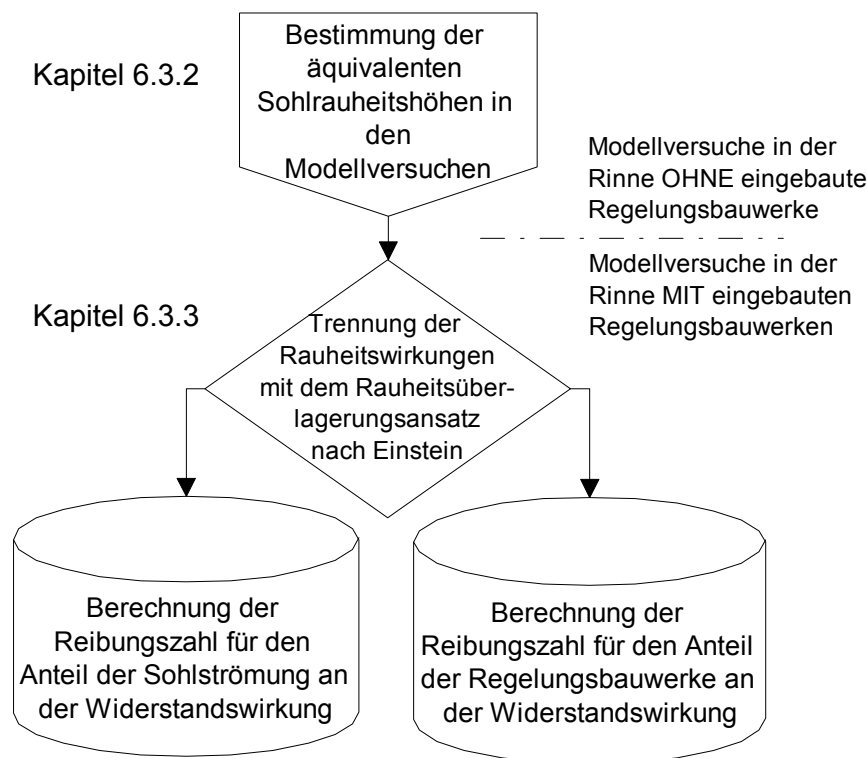 Kapitel 6.3.2
Bestimmung der
äquivalenten
Sohlrauheitshöhen in
den
Modellversuchen
Modellversuche in der
Rinne OHNE eingebaute
Regelungsbauwerke
Modellversuche in der
Rinne MIT eingebauten
Regelungsbauwerken
Kapitel 6.3.3
Trennung der
Rauheitswirkungen
mit dem Rauheitsüber-
lagerungsansatz
nach Einstein
Berechnung der
Reibungszahl für den
Anteil der Sohlströmung an
der Widerstandswirkung
Berechnung der
Reibungszahl für den Anteil
der Regelungsbauwerke an
der Widerstandswirkung